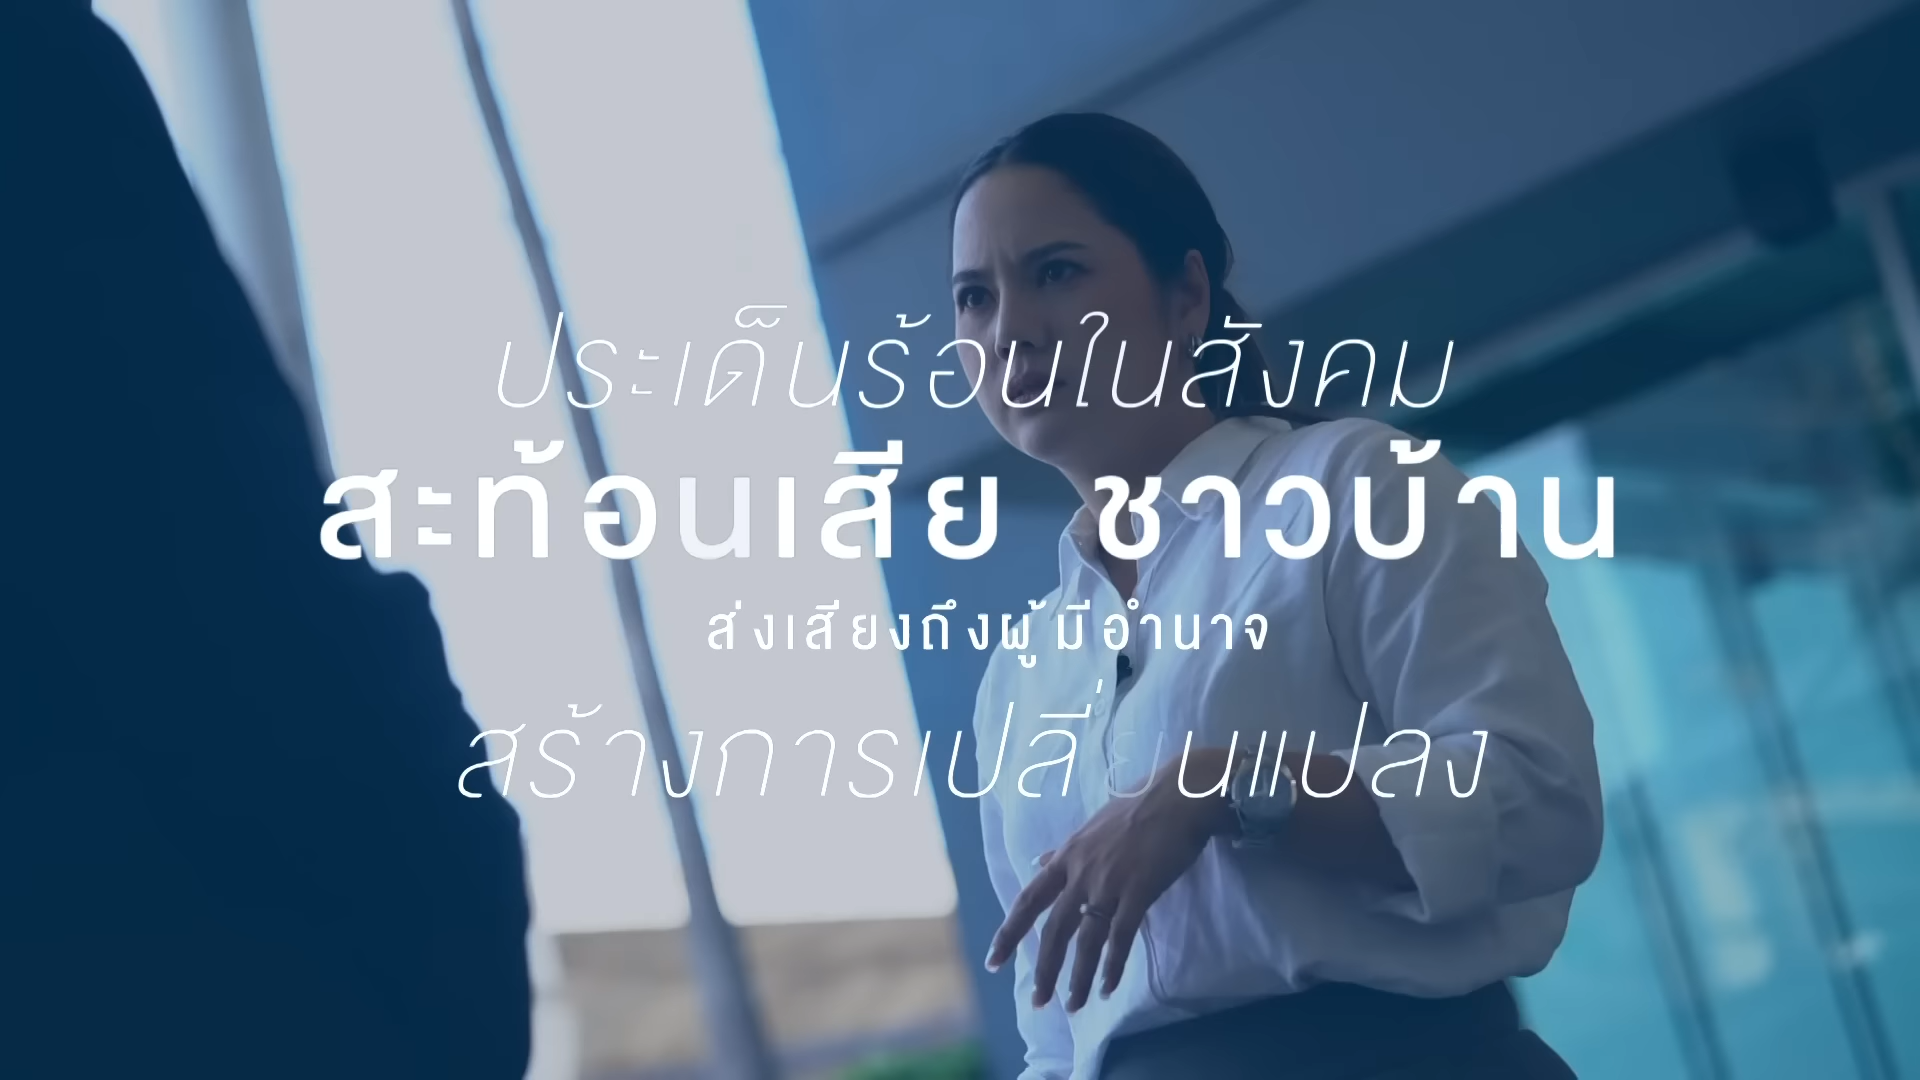 ประเด็นร้อนในสังคม
สะท้อนเสีย ชาวบ้าน
ส่งเสียงถึงผู้มีอำนาจ
สร้างการเปลี่ยนแปลง